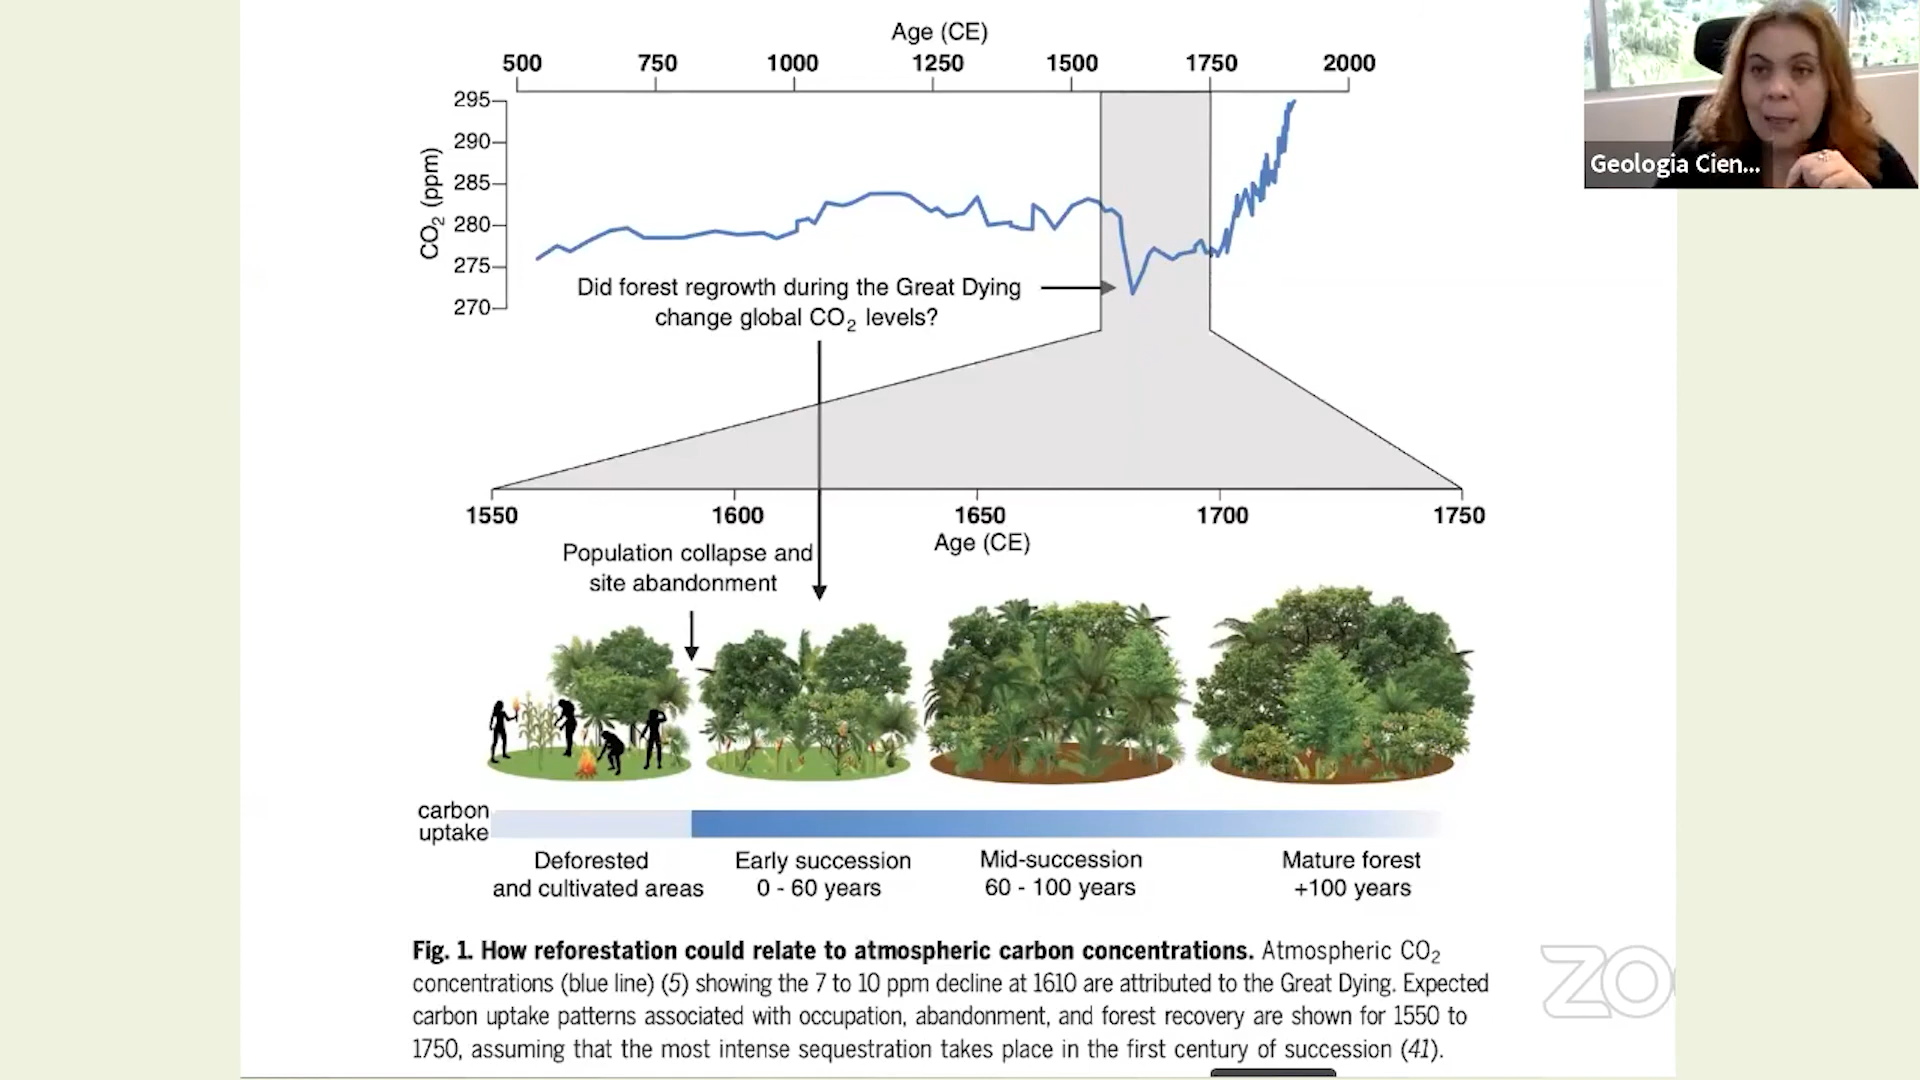 Age (CE)
500 750 1000 1250 1500 1750 2000
295
290
285
280
275
270
CO2 (ppm)
Did forest regrowth during the Great Dying
change global CO2 levels?
1550 1600 1650 1700 1750
Age (CE)
Population collapse and
site abandonment
carbon
uptake
Deforested
and cultivated areas
Early succession
0 - 60 years
Mid-succession
60 - 100 years
Mature forest
+100 years
Fig. 1. How reforestation could relate to atmospheric carbon concentrations. Atmospheric CO2
concentrations (blue line) (5) showing the 7 to 10 ppm decline at 1610 are attributed to the Great Dying. Expected
carbon uptake patterns associated with occupation, abandonment, and forest recovery are shown for 1550 to
1750, assuming that the most intense sequestration takes place in the first century of succession (41).
Geologia Cien...
ZO